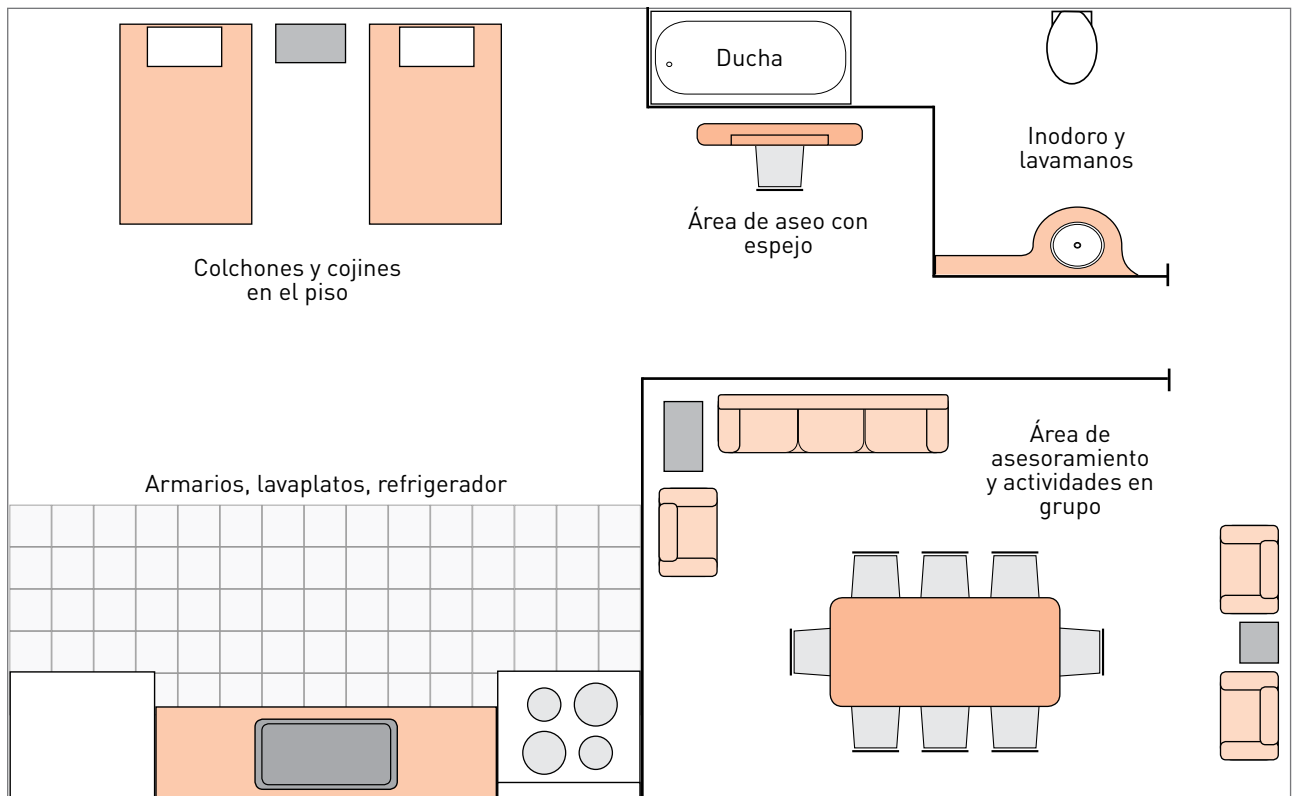 Ducha
Inodoro y
lavamanos
Área de aseo con
espejo
Colchones y cojines
en el piso
Área de
asesoramiento
y actividades en
grupo
Armarios, lavaplatos, refrigerador